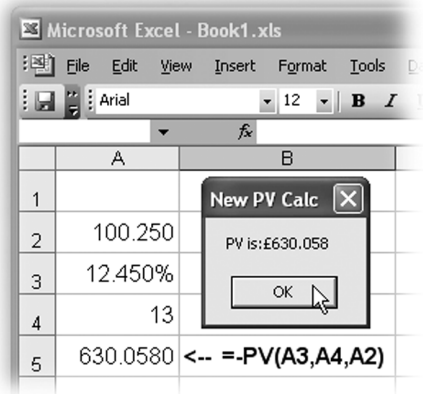 Microsoft Excel - Book1.xls
File Edit View Insert Format Tools
Arial 12 B I
fx
A B
1
New PV Calc
2 100.250
PV is:£630.058
3 12.450%
OK
4 13
5 630.0580 <-- =-PV(A3,A4,A2)